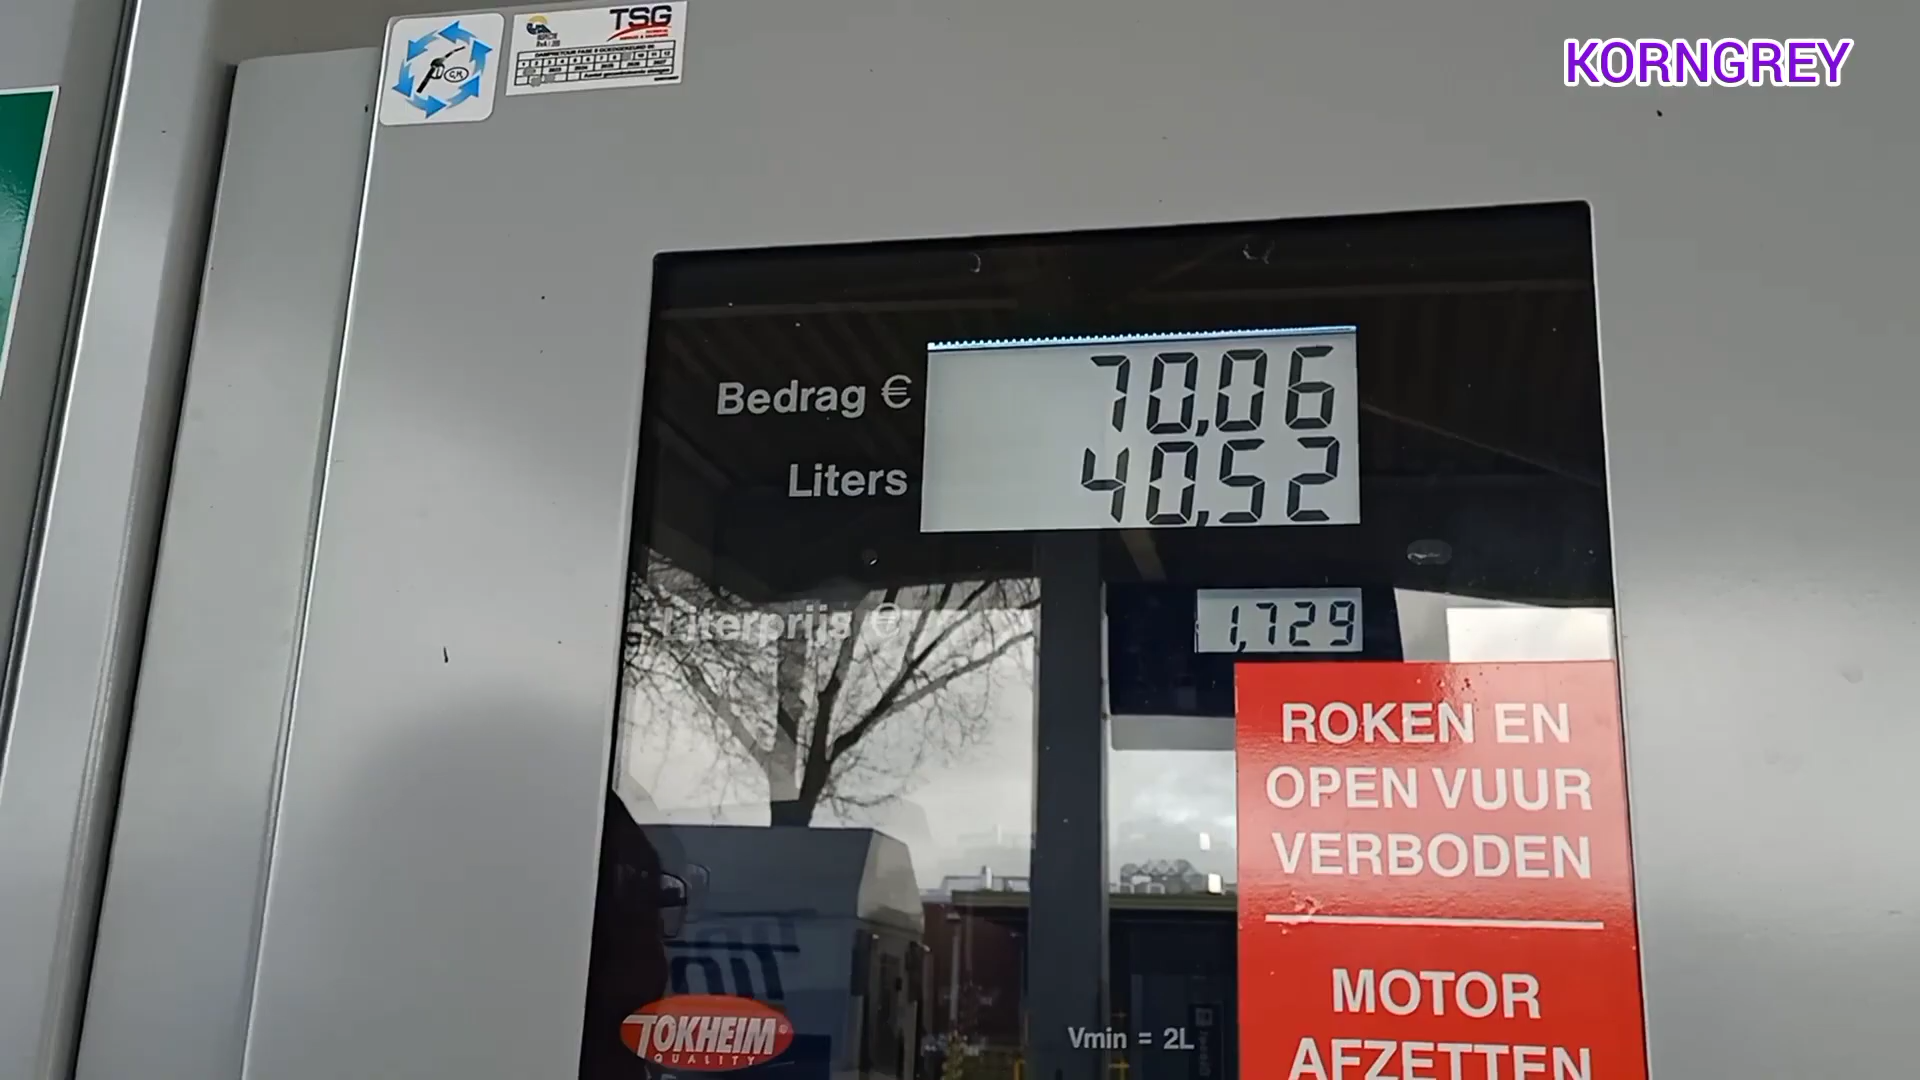 KORNGREY
TSG
Bedrag € 70,06
Liters 40,52
Literprijs € 1,729
ROKEN EN
OPEN VUUR
VERBODEN
MOTOR
AFZETTEN
TOKHEIM
QUALITY
Vmin = 2L